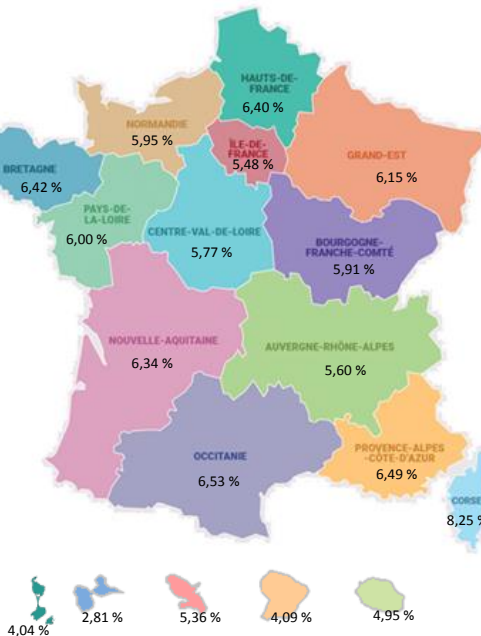 HAUTS-DE-
FRANCE
6,40 %
NORMANDIE
5,95 %
ÎLE-DE-
FRANCE
5,48 %
GRAND-EST
6,15 %
BRETAGNE
6,42 %
PAYS-DE-
LA-LOIRE
6,00 %
CENTRE-VAL-DE-LOIRE
5,77 %
BOURGOGNE-
FRANCHE-COMTÉ
5,91 %
NOUVELLE-AQUITAINE
6,34 %
AUVERGNE-RHÔNE-ALPES
5,60 %
OCCITANIE
6,53 %
PROVENCE-ALPES
-CÔTE-D'AZUR
6,49 %
CORSE
8,25 %
4,04 %
2,81 %
5,36 %
4,09 %
4,95 %